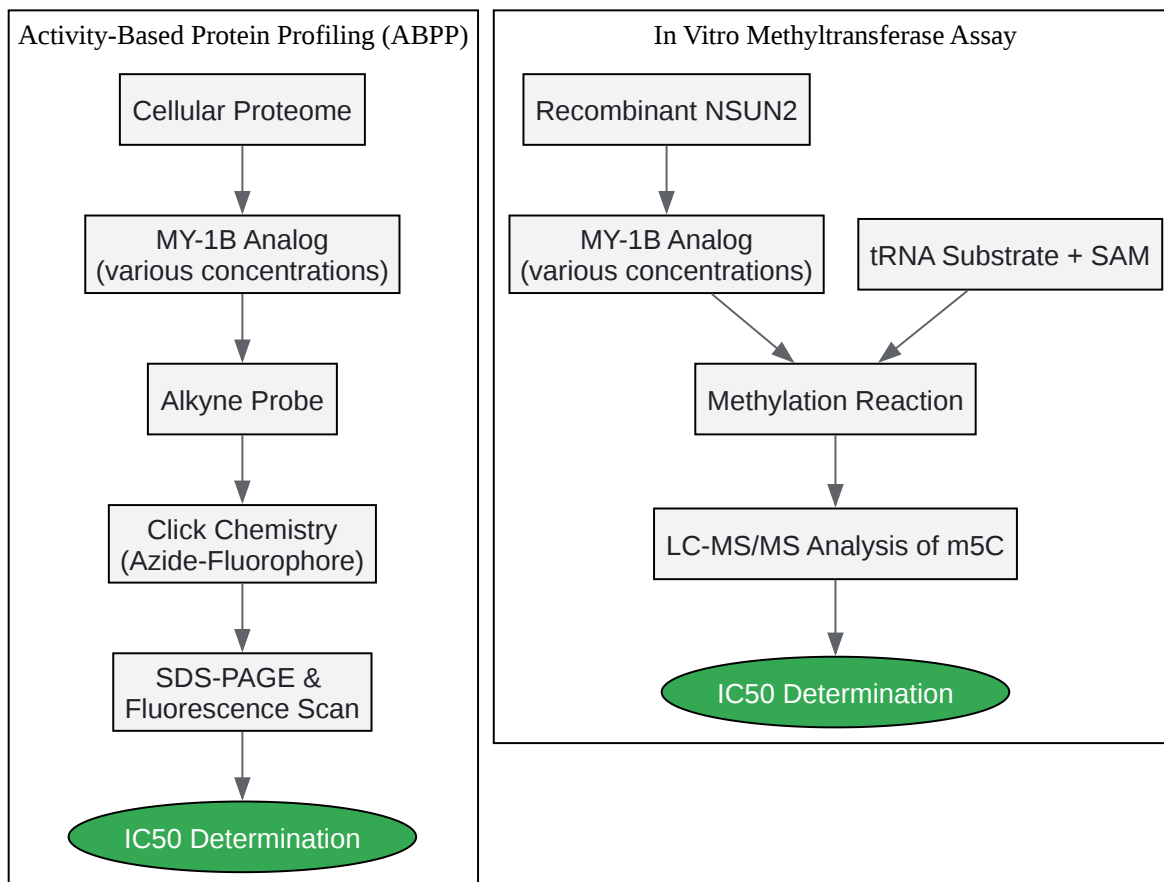 Activity-Based Protein Profiling (ABPP)
Cellular Proteome
MY-1B Analog
(various concentrations)
Alkyne Probe
Click Chemistry
(Azide-Fluorophore)
SDS-PAGE &
Fluorescence Scan
IC50 Determination
In Vitro Methyltransferase Assay
Recombinant NSUN2
MY-1B Analog
(various concentrations)
tRNA Substrate + SAM
Methylation Reaction
LC-MS/MS Analysis of m5C
IC50 Determination